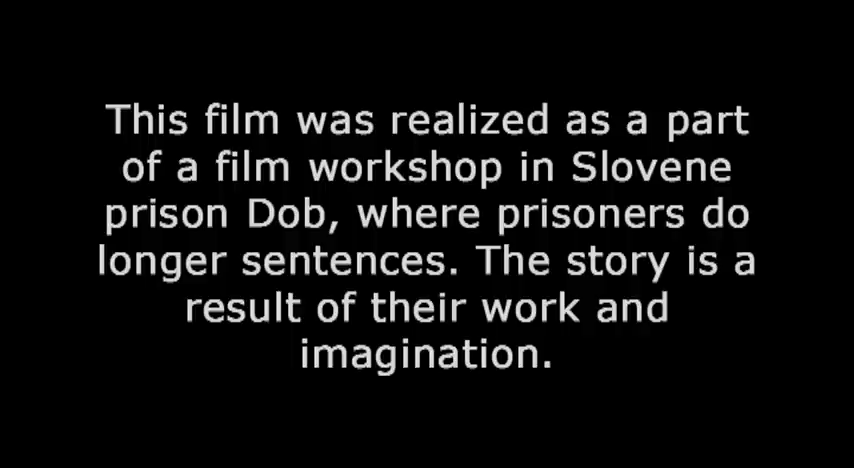 This film was realized as a part
of a film workshop in Slovene
prison Dob, where prisoners do
longer sentences. The story is a
result of their work and
imagination.